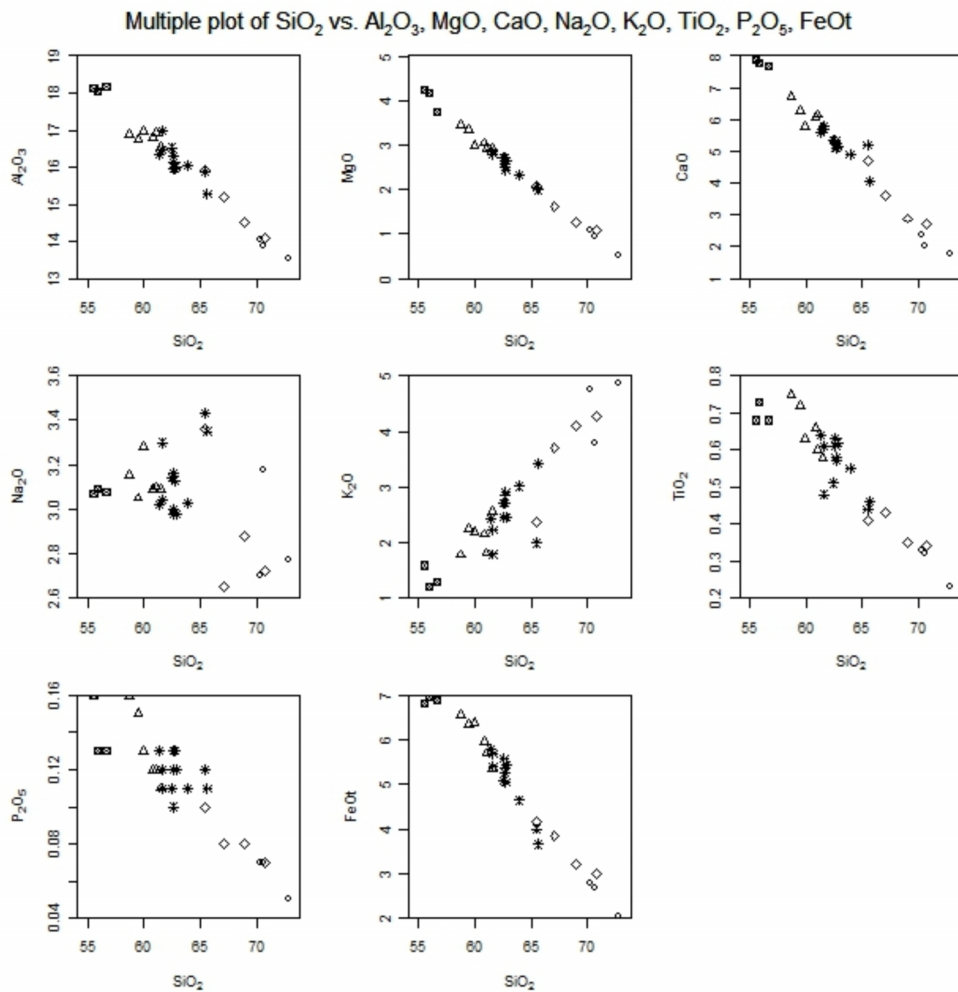 Multiple plot of SiO₂ vs. Al₂O₃, MgO, CaO, Na₂O, K₂O, TiO₂, P₂O₅, FeOt
Al₂O₃
13 14 15 16 17 18 19
55 60 65 70
SiO₂
MgO
0 1 2 3 4 5
55 60 65 70
SiO₂
CaO
1 2 3 4 5 6 7 8
55 60 65 70
SiO₂
Na₂O
2.6 2.8 3.0 3.2 3.4 3.6
55 60 65 70
SiO₂
K₂O
1 2 3 4 5
55 60 65 70
SiO₂
TiO₂
0.2 0.3 0.4 0.5 0.6 0.7 0.8
55 60 65 70
SiO₂
P₂O₅
0.04 0.08 0.12 0.16
55 60 65 70
SiO₂
FeOt
2 3 4 5 6 7
55 60 65 70
SiO₂